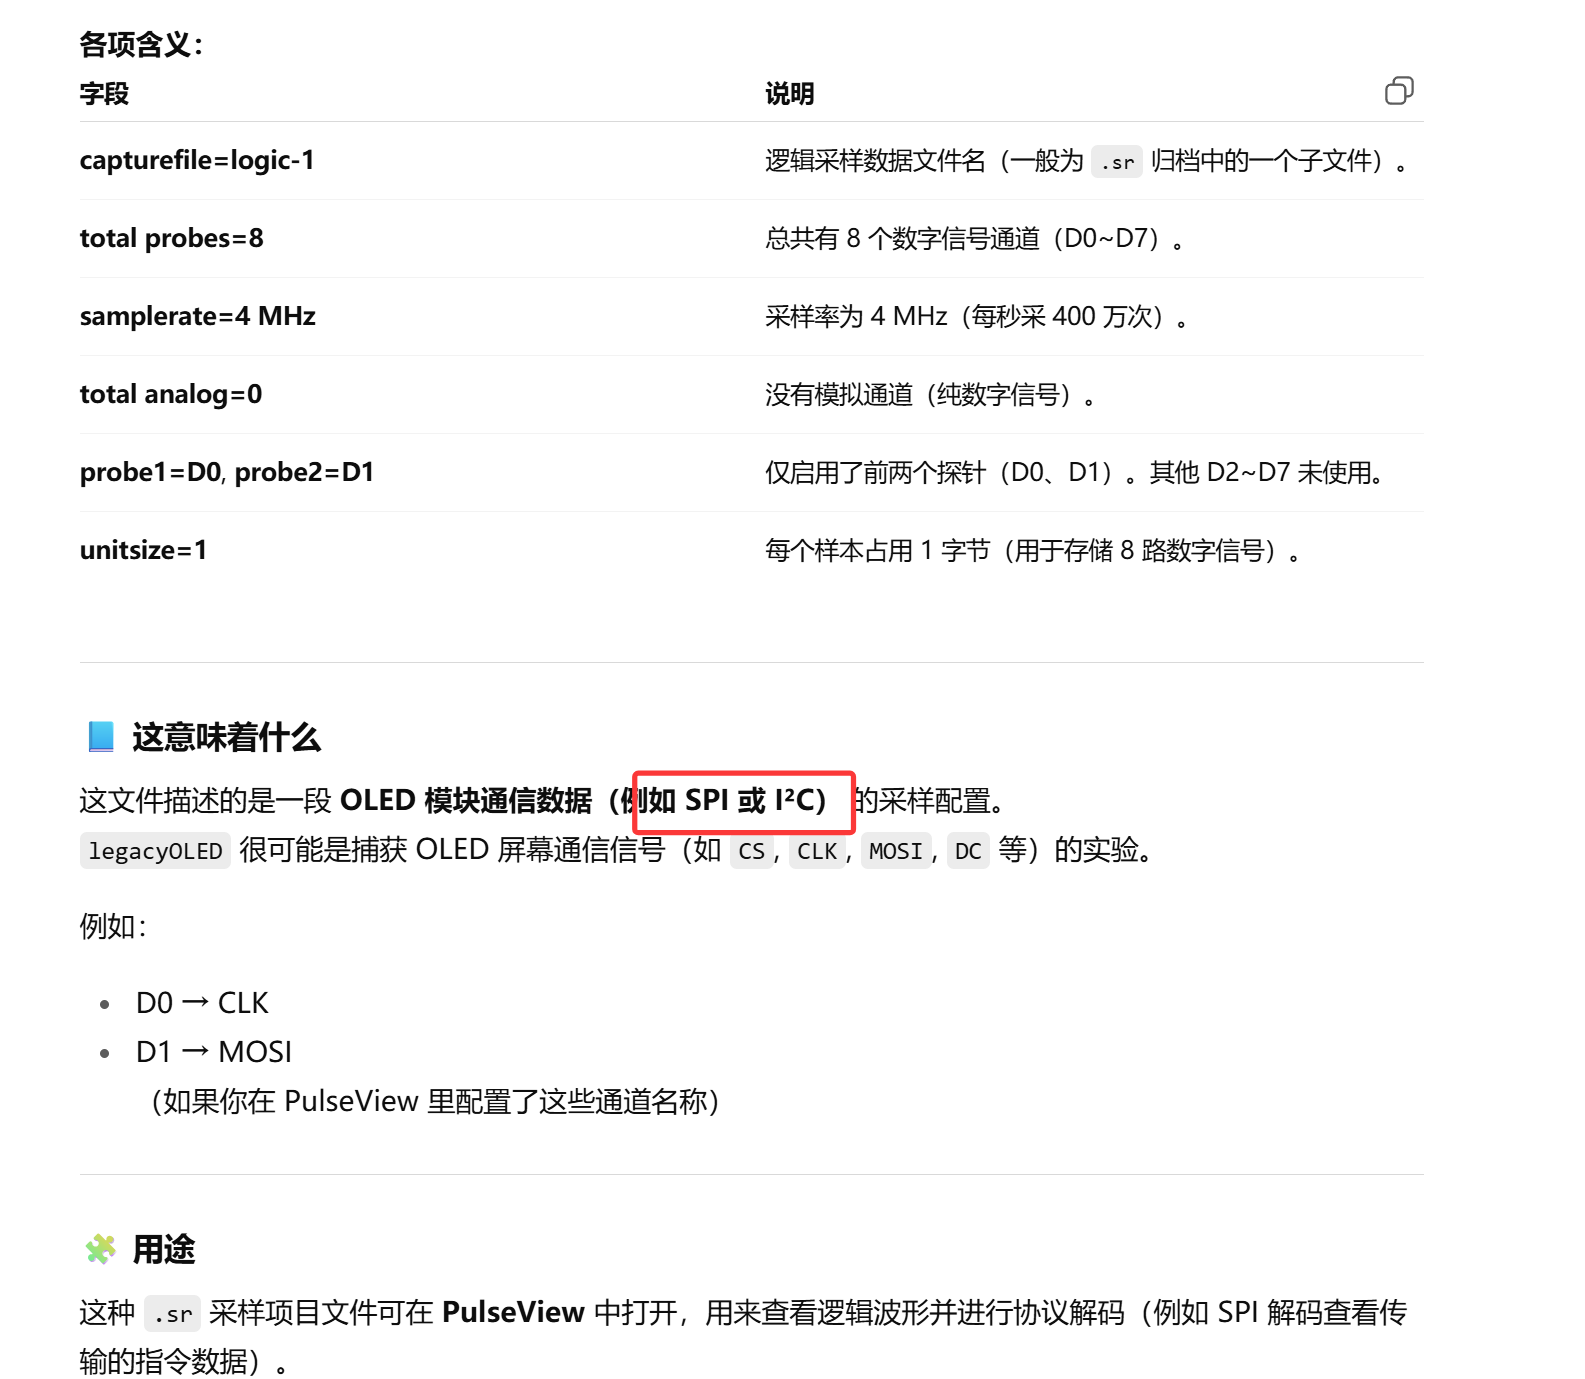 各项含义：
字段 说明
capturefile=logic-1 逻辑采样数据文件名（一般为 .sr 归档中的一个子文件）。
total probes=8 总共有 8 个数字信号通道（D0~D7）。
samplerate=4 MHz 采样率为 4 MHz（每秒采 400 万次）。
total analog=0 没有模拟通道（纯数字信号）。
probe1=D0, probe2=D1 仅启用了前两个探针（D0、D1）。其他 D2~D7 未使用。
unitsize=1 每个样本占用 1 字节（用于存储 8 路数字信号）。
📘 这意味着什么
这文件描述的是一段 OLED 模块通信数据（例如 SPI 或 I²C） 的采样配置。
legacyOLED 很可能是捕获 OLED 屏幕通信信号（如 CS, CLK, MOSI, DC 等）的实验。
例如：
• D0 → CLK
• D1 → MOSI
（如果你在 PulseView 里配置了这些通道名称）
🧩 用途
这种 .sr 采样项目文件可在 PulseView 中打开，用来查看逻辑波形并进行协议解码（例如 SPI 解码查看传
输的指令数据）。